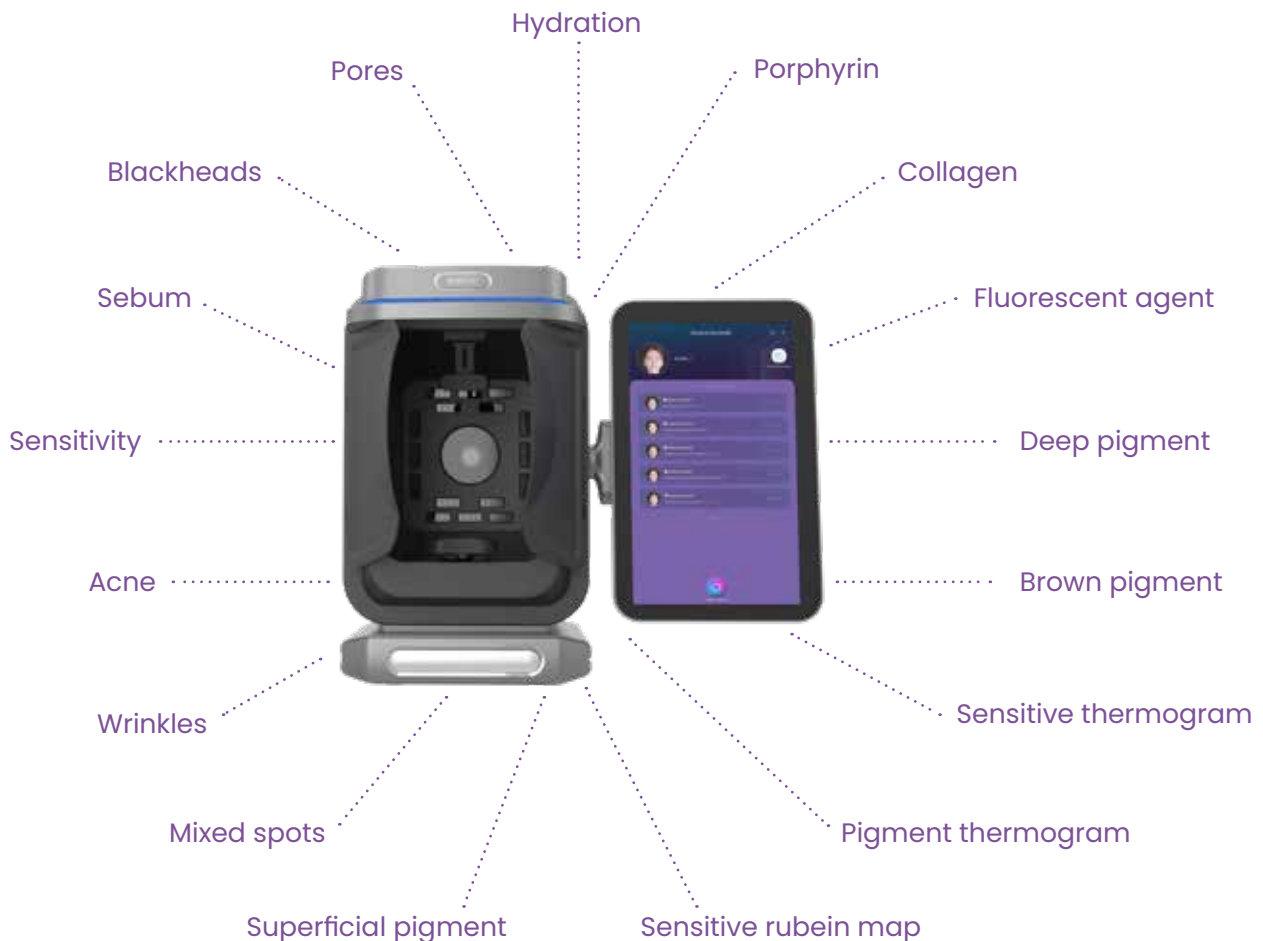 Hydration
Pores
Porphyrin
Blackheads
Collagen
Sebum
Fluorescent agent
Sensitivity
Deep pigment
Acne
Brown pigment
Wrinkles
Sensitive thermogram
Mixed spots
Pigment thermogram
Superficial pigment
Sensitive rubein map